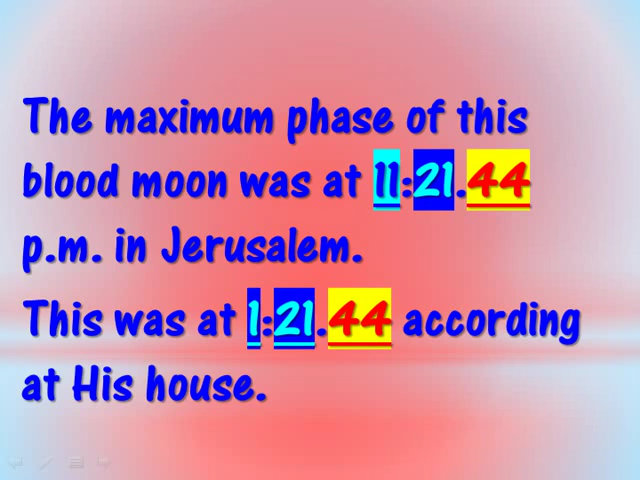 The maximum phase of this
blood moon was at 11:21.44
p.m. in Jerusalem.
This was at 1:21.44 according
at His house.